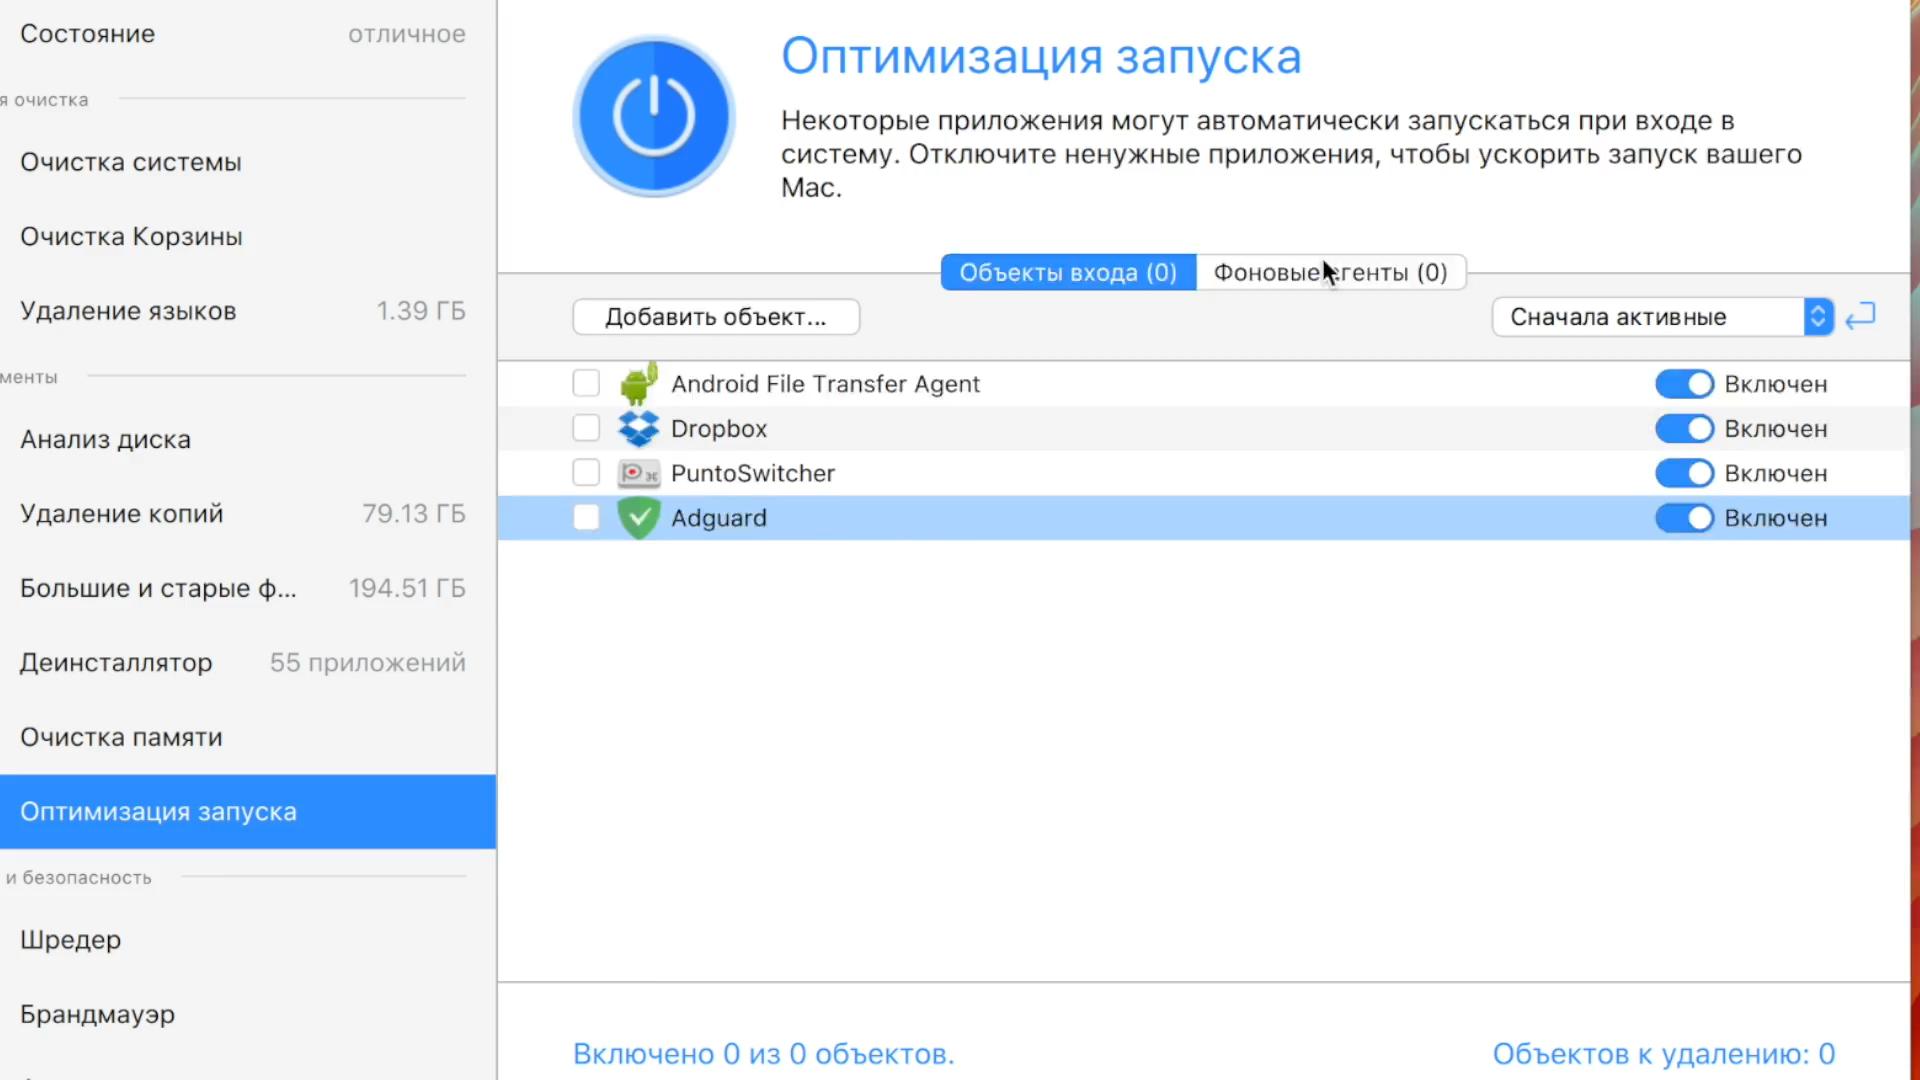 Состояние отличное
я очистка
Очистка системы
Очистка Корзины
Удаление языков 1.39 ГБ
менты
Анализ диска
Удаление копий 79.13 ГБ
Большие и старые ф... 194.51 ГБ
Деинсталлятор 55 приложений
Очистка памяти
Оптимизация запуска
и безопасность
Шредер
Брандмауэр
Оптимизация запуска
Некоторые приложения могут автоматически запускаться при входе в
систему. Отключите ненужные приложения, чтобы ускорить запуск вашего
Mac.
Объекты входа (0) Фоновые агенты (0)
Добавить объект... Сначала активные
Android File Transfer Agent Включен
Dropbox Включен
PuntoSwitcher Включен
Adguard Включен
Включено 0 из 0 объектов. Объектов к удалению: 0